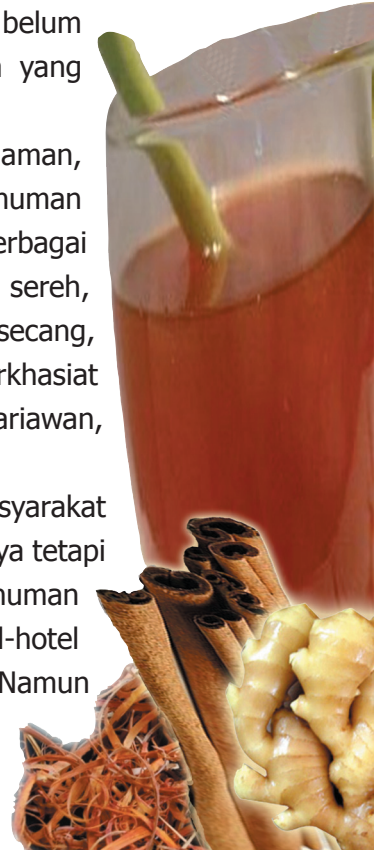 belum
yang
aman,
numan
erbagai
sereh,
secang,
rkhasiat
ariawan,
syarakat
ya tetapi
numan
l-hotel
Namun